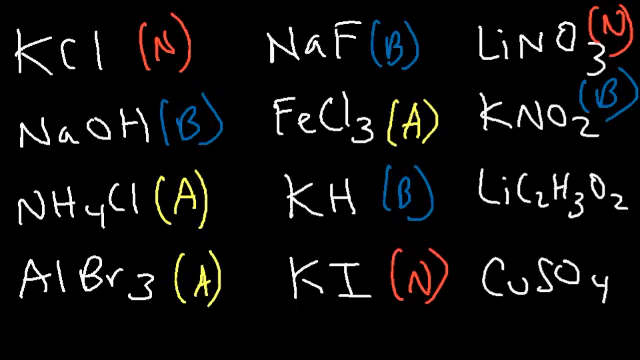 KCl (N) NaF (B) LiNO3 (N)
NaOH (B) FeCl3 (A) KNO2 (B)
NH4Cl (A) KH (B) LiC2H3O2
AlBr3 (A) KI (N) CuSO4